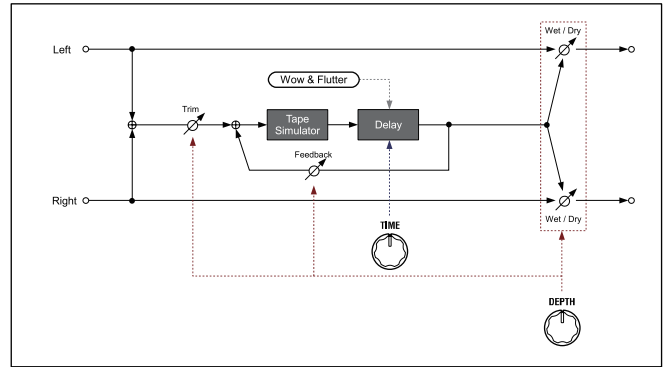 Wet / Dry
Left
Wow & Flutter
Trim
Tape
Simulator
Delay
Feedback
Right
Wet / Dry
TIME
DEPTH